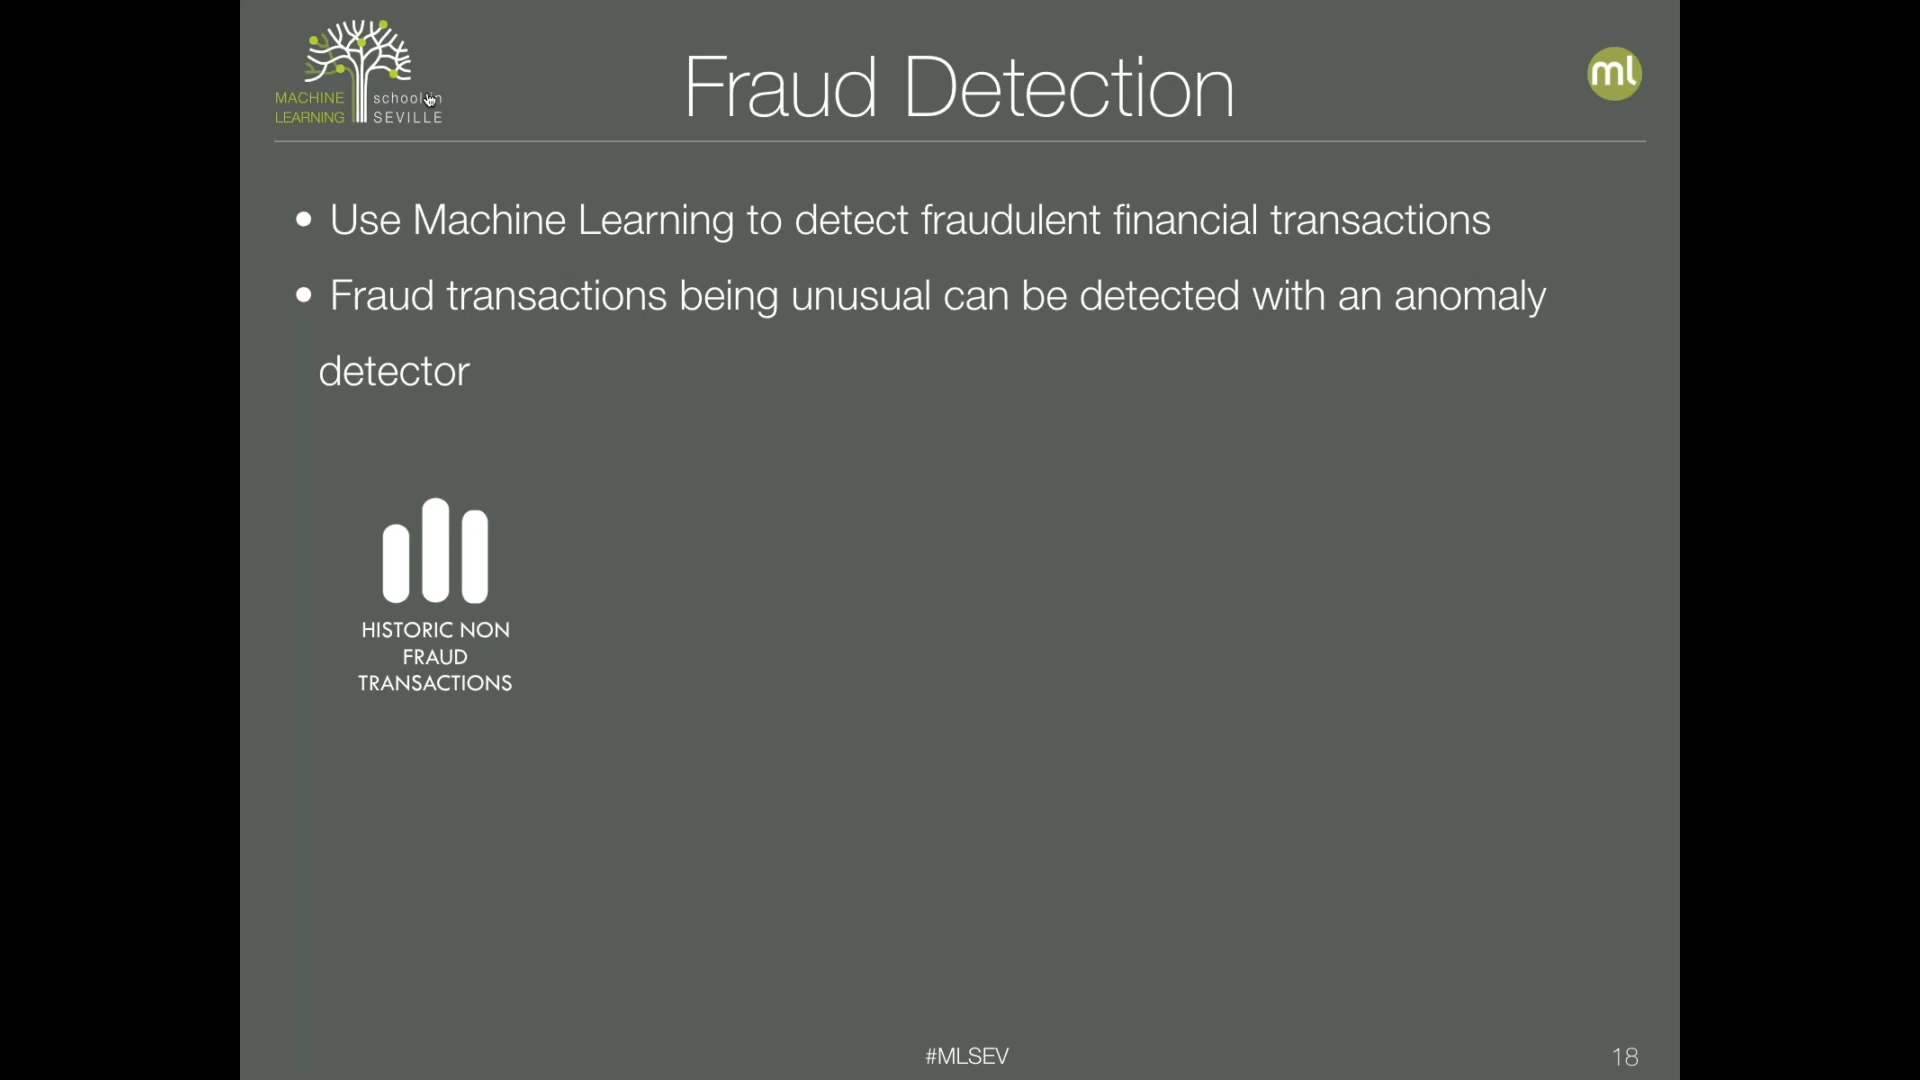 MACHINE
LEARNING
school in
SEVILLE
Fraud Detection
ml
• Use Machine Learning to detect fraudulent financial transactions
• Fraud transactions being unusual can be detected with an anomaly
detector
HISTORIC NON
FRAUD
TRANSACTIONS
#MLSEV
18